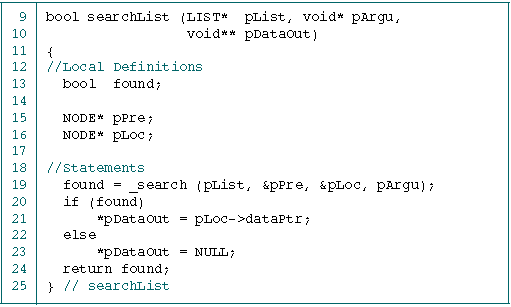 9 bool searchList (LIST*  pList, void* pArgu,
10                  void** pDataOut)
11 {
12 //Local Definitions
13   bool  found;
14
15   NODE* pPre;
16   NODE* pLoc;
17
18 //Statements
19   found = _search (pList, &pPre, &pLoc, pArgu);
20   if (found)
21       *pDataOut = pLoc->dataPtr;
22   else
23       *pDataOut = NULL;
24   return found;
25 } // searchList